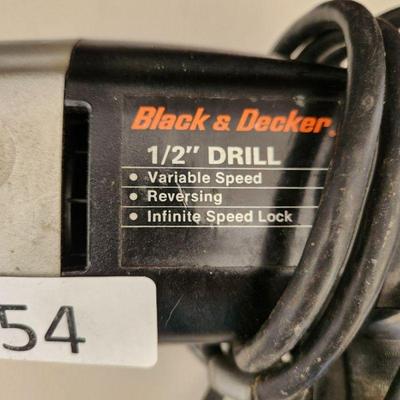 Black & Decker.
1/2" DRILL
• Variable Speed
• Reversing
• Infinite Speed Lock
54